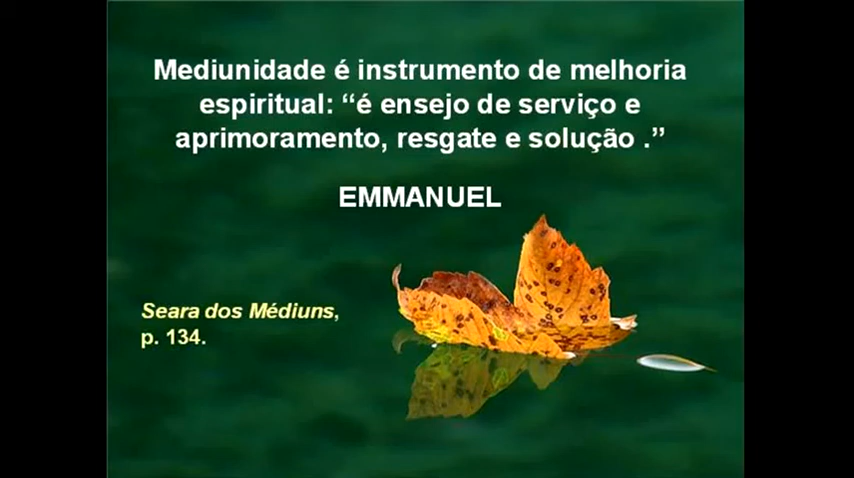 Mediunidade é instrumento de melhoria
espiritual: “é ensejo de serviço e
aprimoramento, resgate e solução .”
EMMANUEL
Seara dos Médiuns,
p. 134.